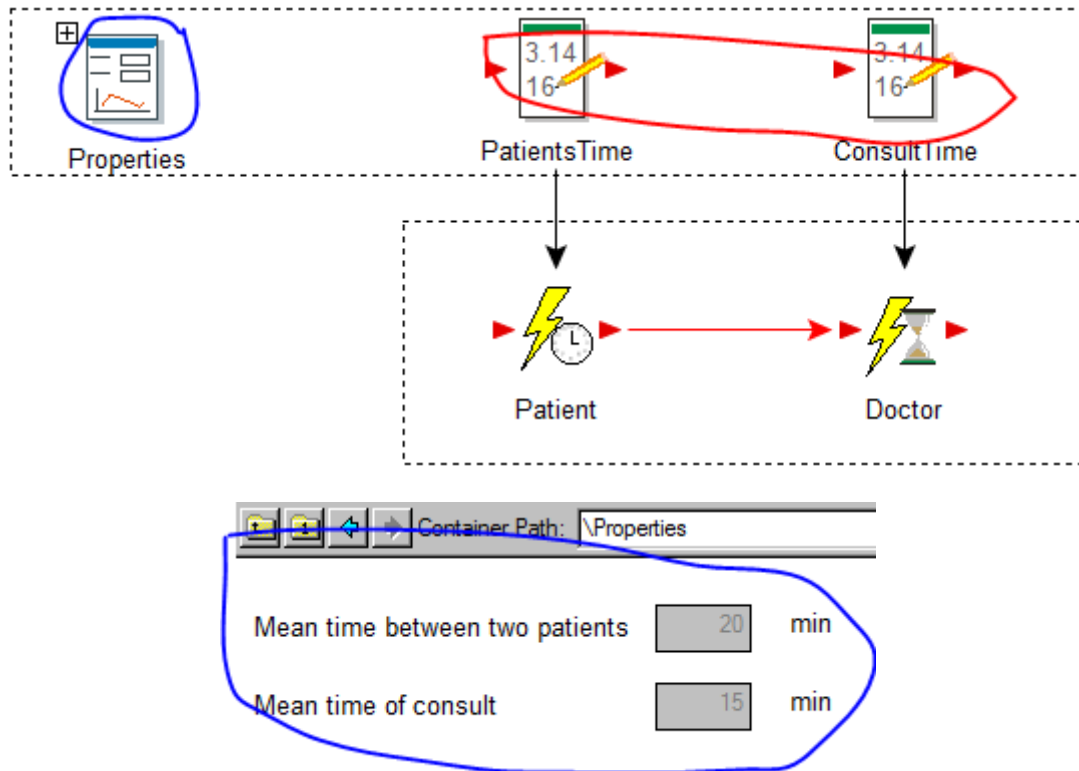 3.14
16
3.14
16
Properties
PatientsTime
ConsultTime
Patient
Doctor
Container Path: \Properties
Mean time between two patients 20 min
Mean time of consult 15 min